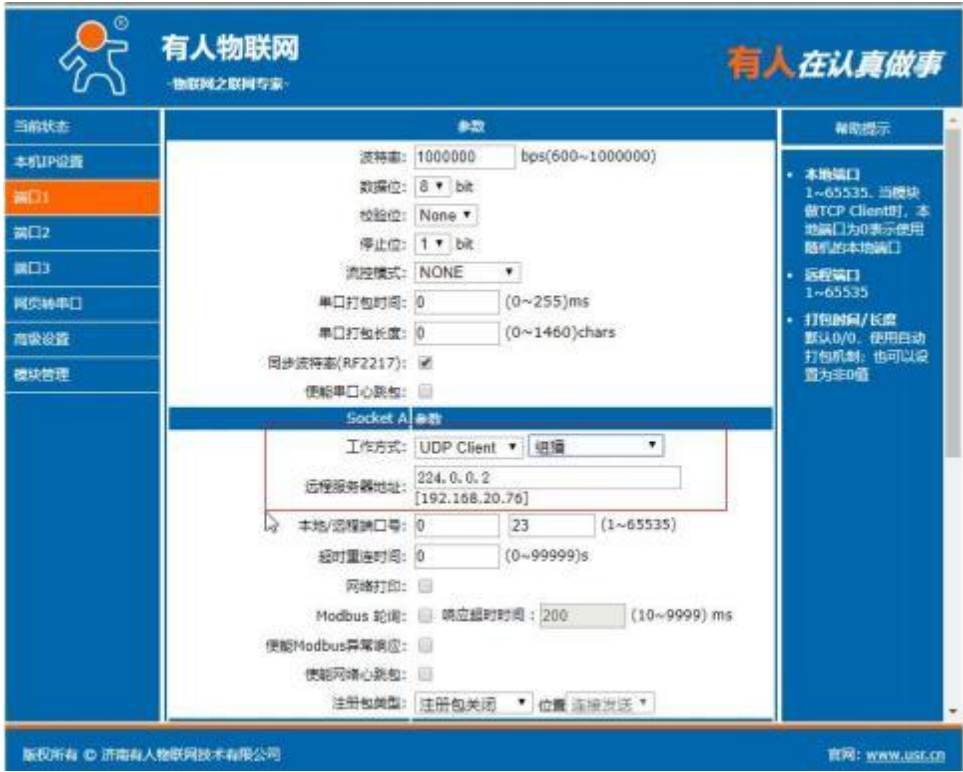 ®
有人物联网
-物联网之联网专家-
有人在认真做事
当前状态
本机IP设置
端口1
端口2
端口3
网页转串口
高级设置
模块管理
参数
波特率: 1000000 bps(600~1000000)
数据位: 8 bit
校验位: None
停止位: 1 bit
流控模式: NONE
串口打包时间: 0 (0~255)ms
串口打包长度: 0 (0~1460)chars
同步波特率(RF2217):
使能串口心跳包:
Socket A 参数
工作方式: UDP Client 组播
远程服务器地址: 224.0.0.2
[192.168.20.76]
本地/远程端口号: 0 23 (1~65535)
超时重连时间: 0 (0~99999)s
网络打印:
Modbus 轮询: 响应超时时间 : 200 (10~9999) ms
使能Modbus异常响应:
使能网络心跳包:
注册包类型: 注册包关闭 位置 连接发送
帮助提示
• 本地端口
1~65535. 当模块
做TCP Client时, 本
地端口为0表示使用
随机的本地端口
• 远程端口
1~65535
• 打包时间/长度
默认0/0, 使用自动
打包机制; 也可以设
置为非0值
版权所有 © 济南有人物联网技术有限公司
官网: www.usr.cn